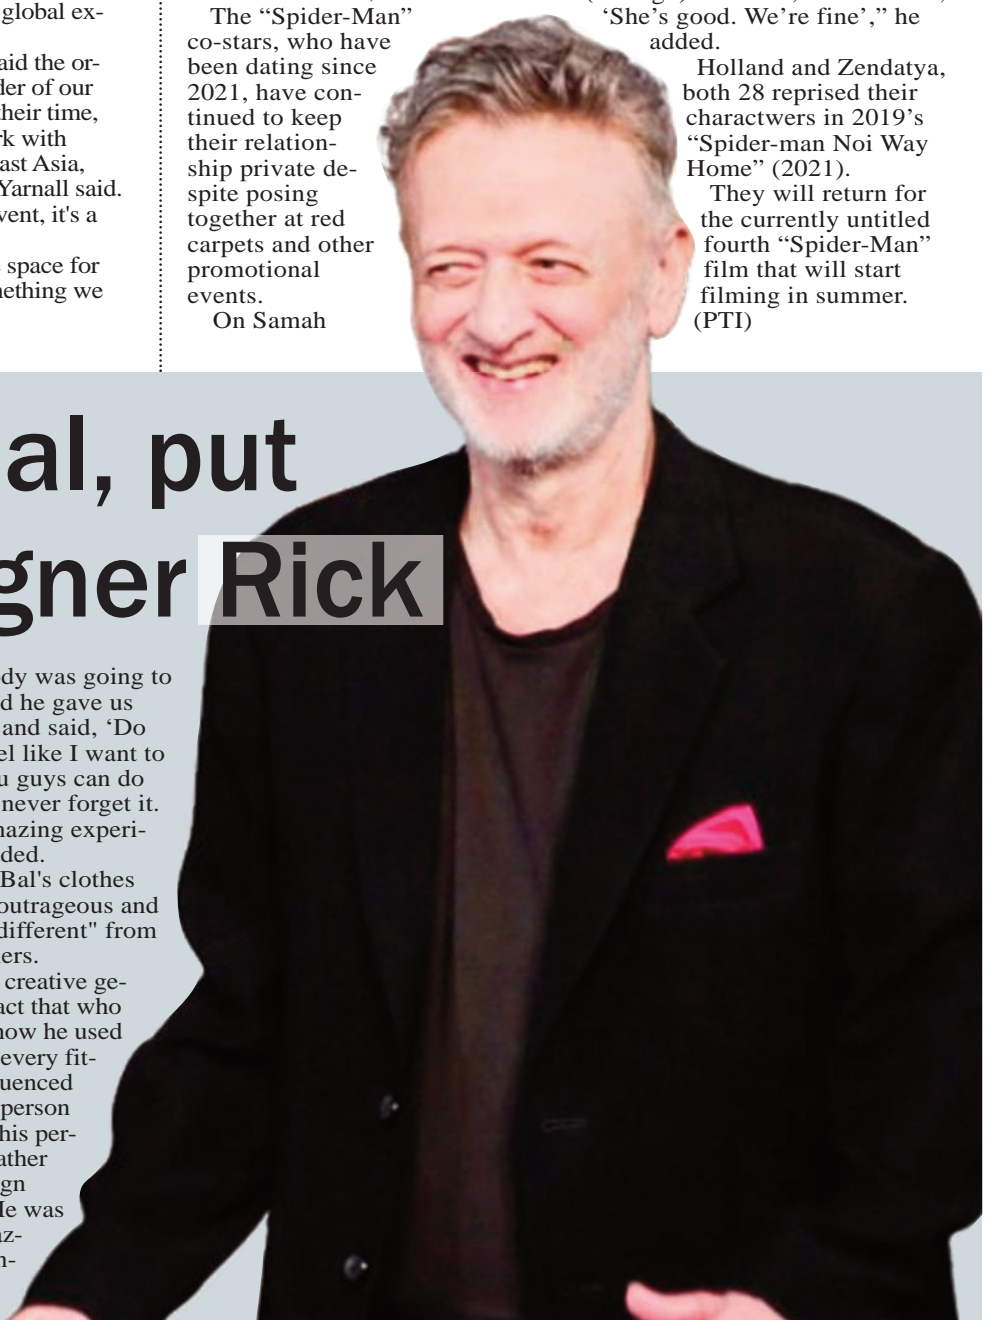 global ex-
aid the or-
der of our
their time,
rk with
ast Asia,
Yarnall said.
vent, it's a
space for
nething we
The “Spider-Man”
co-stars, who have
been dating since
2021, have con-
tinued to keep
their relation-
ship private de-
spite posing
together at red
carpets and other
promotional
events.
On Samah
‘She’s good. We’re fine’,” he
added.
Holland and Zendatya,
both 28 reprised their
charactwers in 2019’s
“Spider-man Noi Way
Home” (2021).
They will return for
the currently untitled
fourth “Spider-Man”
film that will start
filming in summer.
(PTI)
al, put
gner Rick
dy was going to
d he gave us
and said, ‘Do
el like I want to
u guys can do
never forget it.
nazing experi-
ded.
Bal's clothes
outrageous and
different" from
ers.
creative ge-
act that who
now he used
every fit-
uenced
person
his per-
ather
gn
He was
az-
n-